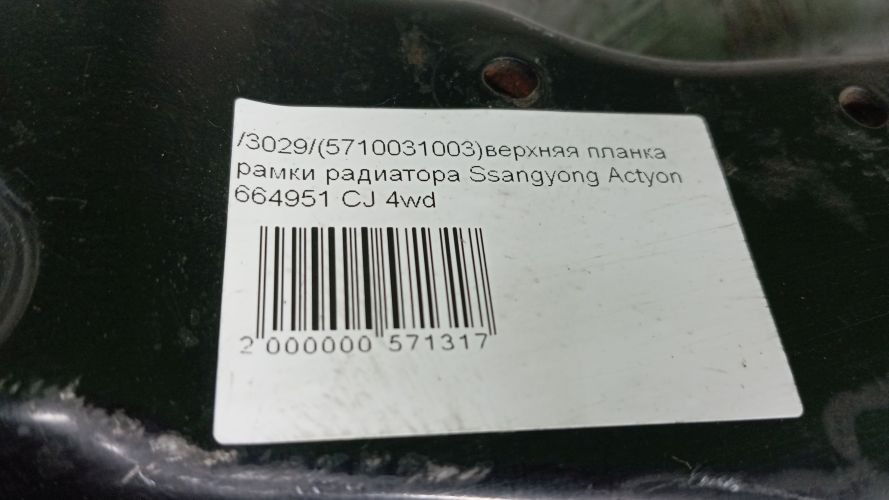 /3029/(5710031003)верхняя планка
рамки радиатора Ssangyong Actyon
664951 CJ 4wd
2 000000 571317